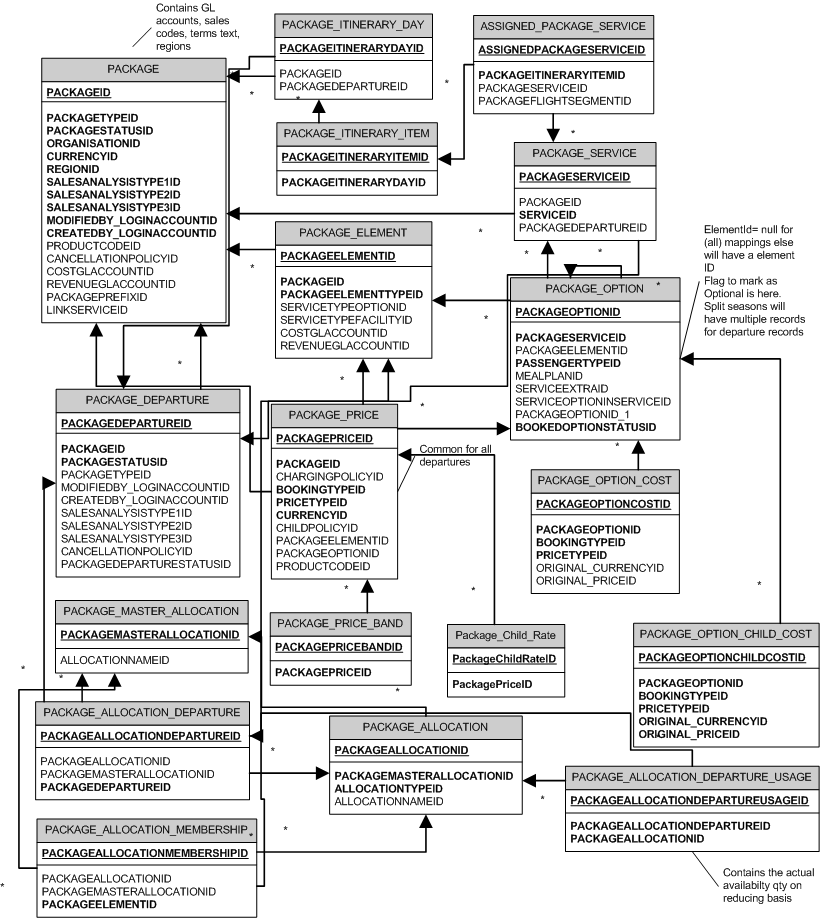 Contains GL
accounts, sales
codes, terms text,
regions
PACKAGE
PACKAGEID
PACKAGETYPEID
PACKAGESTATUSID
ORGANISATIONID
CURRENCYID
REGIONID
SALESANALYSISTYPE1ID
SALESANALYSISTYPE2ID
SALESANALYSISTYPE3ID
MODIFIEDBY_LOGINACCOUNTID
CREATEDBY_LOGINACCOUNTID
PRODUCTCODEID
CANCELLATIONPOLICYID
COSTGLACCOUNTID
REVENUEGLACCOUNTID
PACKAGEPREFIXID
LINKSERVICEID
PACKAGE_ITINERARY_DAY
PACKAGEITINERARYDAYID
PACKAGEID
PACKAGEDEPARTUREID
PACKAGE_ITINERARY_ITEM
PACKAGEITINERARYITEMID
PACKAGEITINERARYDAYID
ASSIGNED_PACKAGE_SERVICE
ASSIGNEDPACKAGESERVICEID
PACKAGEITINERARYITEMID
PACKAGESERVICEID
PACKAGEFLIGHTSEGMENTID
PACKAGE_SERVICE
PACKAGESERVICEID
PACKAGEID
SERVICEID
PACKAGEDEPARTUREID
PACKAGE_ELEMENT
PACKAGEELEMENTID
PACKAGEID
PACKAGEELEMENTTYPEID
SERVICETYPEOPTIONID
SERVICETYPEFACILITYID
COSTGLACCOUNTID
REVENUEGLACCOUNTID
ElementId= null for
(all) mappings else
will have a element
ID
Flag to mark as
Optional is here.
Split seasons will
have multiple records
for departure records
PACKAGE_OPTION
PACKAGEOPTIONID
PACKAGESERVICEID
PACKAGEELEMENTID
PASSENGERTYPEID
MEALPLANID
SERVICEEXTRAID
SERVICEOPTIONINSERVICEID
PACKAGEOPTIONID_1
BOOKEDOPTIONSTATUSID
PACKAGE_DEPARTURE
PACKAGEDEPARTUREID
PACKAGEID
PACKAGESTATUSID
PACKAGETYPEID
MODIFIEDBY_LOGINACCOUNTID
CREATEDBY_LOGINACCOUNTID
SALESANALYSISTYPE1ID
SALESANALYSISTYPE2ID
SALESANALYSISTYPE3ID
CANCELLATIONPOLICYID
PACKAGEDEPARTURESTATUSID
PACKAGE_PRICE
PACKAGEPRICEID
PACKAGEID
CHARGINGPOLICYID
BOOKINGTYPEID
PRICETYPEID
CURRENCYID
CHILDPOLICYID
PACKAGEELEMENTID
PACKAGEOPTIONID
PRODUCTCODEID
Common for all
departures
PACKAGE_OPTION_COST
PACKAGEOPTIONCOSTID
PACKAGEOPTIONID
BOOKINGTYPEID
PRICETYPEID
ORIGINAL_CURRENCYID
ORIGINAL_PRICEID
PACKAGE_MASTER_ALLOCATION
PACKAGEMASTERALLOCATIONID
ALLOCATIONNAMEID
PACKAGE_PRICE_BAND
PACKAGEPRICEBANDID
PACKAGEPRICEID
Package_Child_Rate
PackageChildRateID
PackagePriceID
PACKAGE_OPTION_CHILD_COST
PACKAGEOPTIONCHILDCOSTID
PACKAGEOPTIONID
BOOKINGTYPEID
PRICETYPEID
ORIGINAL_CURRENCYID
ORIGINAL_PRICEID
PACKAGE_ALLOCATION_DEPARTURE
PACKAGEALLOCATIONDEPARTUREID
PACKAGEALLOCATIONID
PACKAGEMASTERALLOCATIONID
PACKAGEDEPARTUREID
PACKAGE_ALLOCATION
PACKAGEALLOCATIONID
PACKAGEMASTERALLOCATIONID
ALLOCATIONTYPEID
ALLOCATIONNAMEID
PACKAGE_ALLOCATION_DEPARTURE_USAGE
PACKAGEALLOCATIONDEPARTUREUSAGEID
PACKAGEALLOCATIONDEPARTUREID
PACKAGEALLOCATIONID
PACKAGE_ALLOCATION_MEMBERSHIP
PACKAGEALLOCATIONMEMBERSHIPID
PACKAGEALLOCATIONID
PACKAGEMASTERALLOCATIONID
PACKAGEELEMENTID
Contains the actual
availabilty qty on
reducing basis